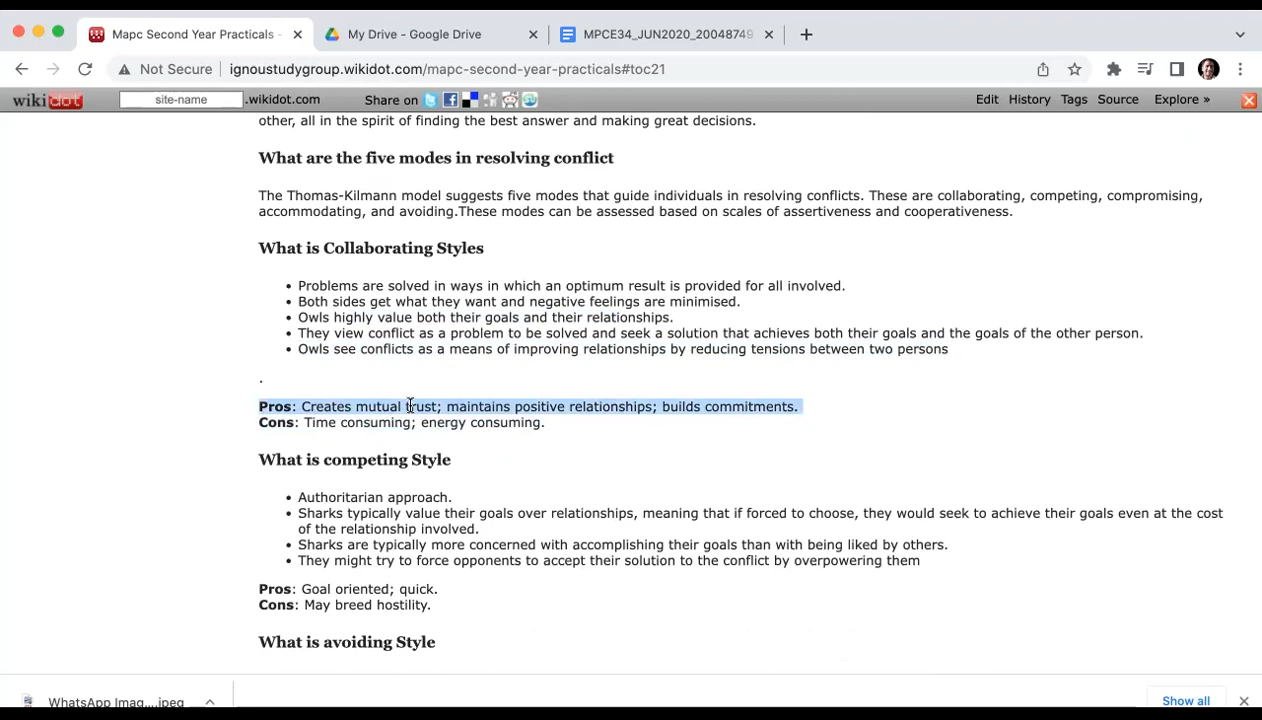 Mapc Second Year Practicals -
My Drive - Google Drive
MPCE34_JUN2020_20048749
Not Secure
ignoustudygroup.wikidot.com/mapc-second-year-practicals#toc21
wikidot
site-name
.wikidot.com
Share on
Edit
History
Tags
Source
Explore »
other, all in the spirit of finding the best answer and making great decisions.
What are the five modes in resolving conflict
The Thomas-Kilmann model suggests five modes that guide individuals in resolving conflicts. These are collaborating, competing, compromising,
accommodating, and avoiding.These modes can be assessed based on scales of assertiveness and cooperativeness.
What is Collaborating Styles
• Problems are solved in ways in which an optimum result is provided for all involved.
• Both sides get what they want and negative feelings are minimised.
• Owls highly value both their goals and their relationships.
• They view conflict as a problem to be solved and seek a solution that achieves both their goals and the goals of the other person.
• Owls see conflicts as a means of improving relationships by reducing tensions between two persons
.
Pros: Creates mutual trust; maintains positive relationships; builds commitments.
Cons: Time consuming; energy consuming.
What is competing Style
• Authoritarian approach.
• Sharks typically value their goals over relationships, meaning that if forced to choose, they would seek to achieve their goals even at the cost
of the relationship involved.
• Sharks are typically more concerned with accomplishing their goals than with being liked by others.
• They might try to force opponents to accept their solution to the conflict by overpowering them
Pros: Goal oriented; quick.
Cons: May breed hostility.
What is avoiding Style
WhatsApp Imag....jpeg
Show all